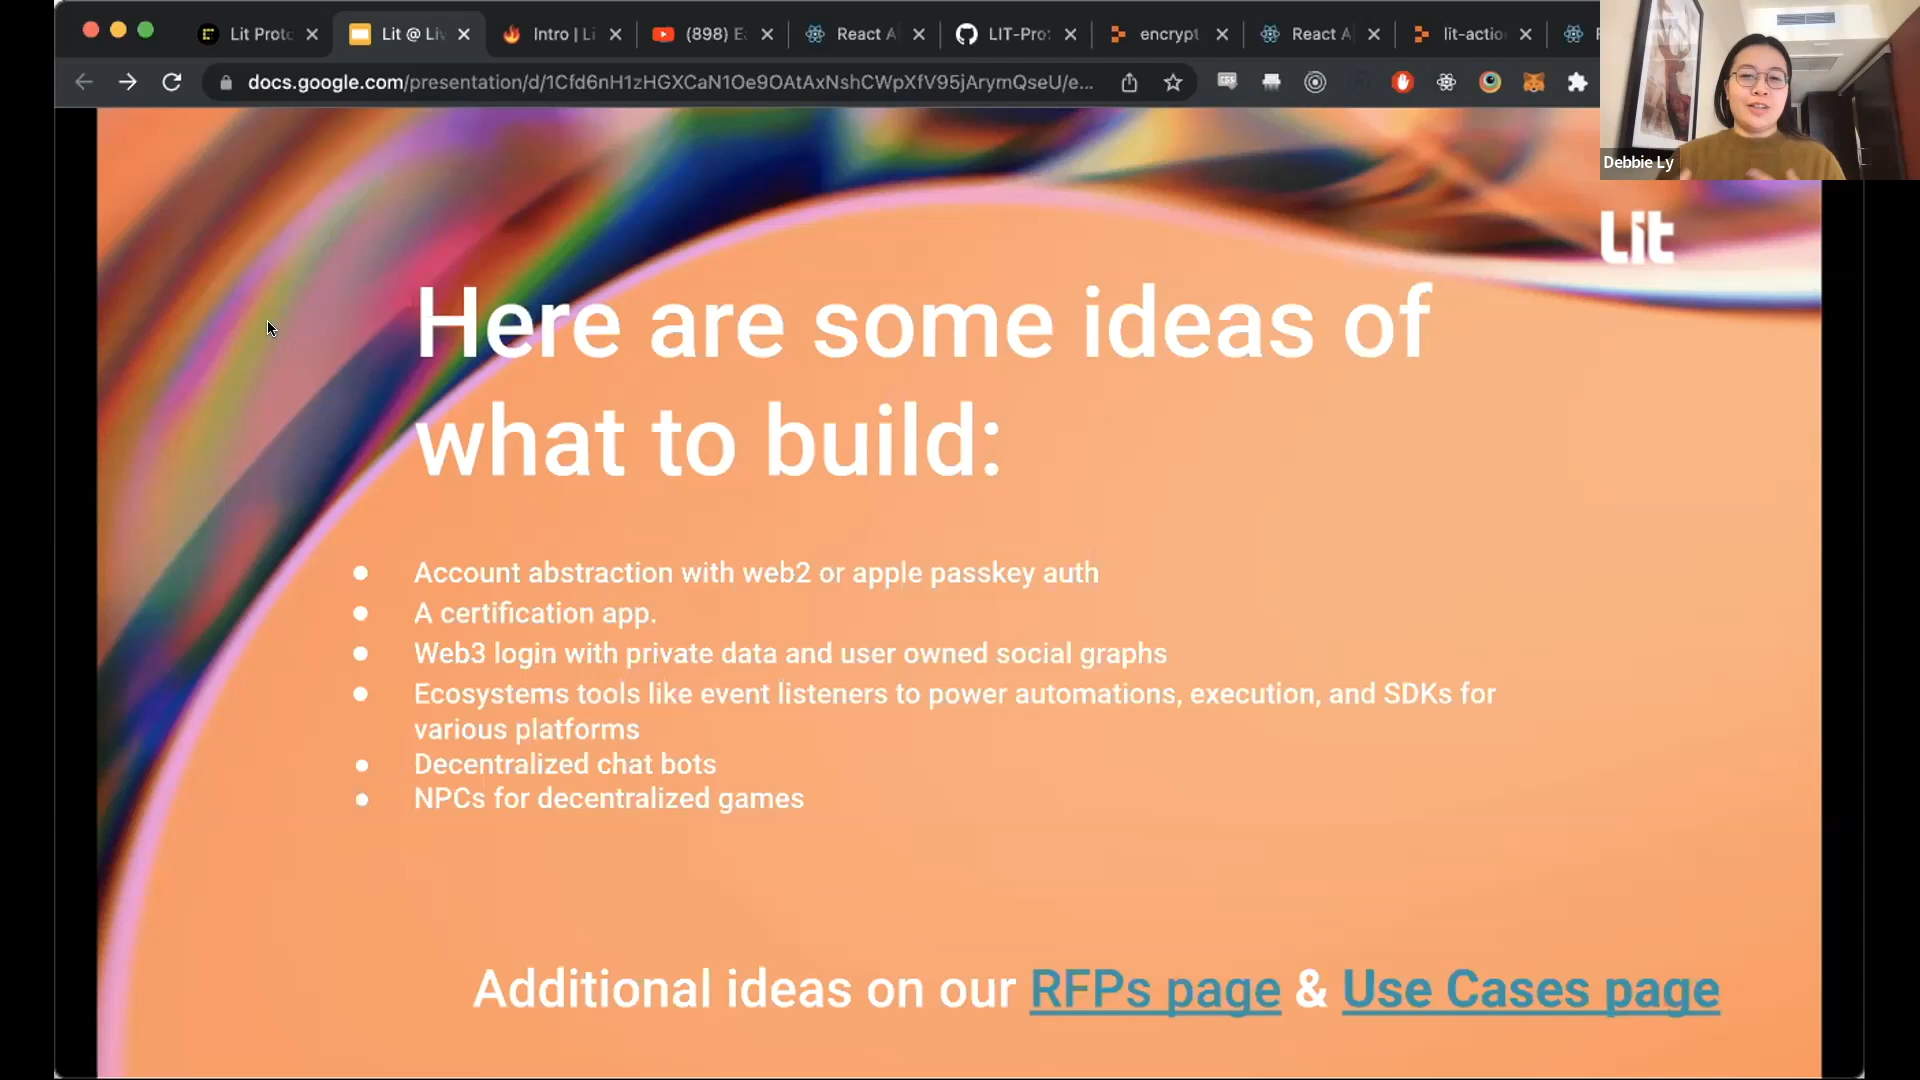 Lit Proto
Lit @ Liv
Intro | Li
(898) E
React A
LIT-Pro
encrypt
React A
lit-actio
docs.google.com/presentation/d/1Cfd6nH1zHGXCaN1Oe9OAtAxNshCWpXfV95jArymQseU/e...
Debbie Ly
Lit
Here are some ideas of
what to build:
● Account abstraction with web2 or apple passkey auth
● A certification app.
● Web3 login with private data and user owned social graphs
● Ecosystems tools like event listeners to power automations, execution, and SDKs for
various platforms
● Decentralized chat bots
● NPCs for decentralized games
Additional ideas on our RFPs page & Use Cases page